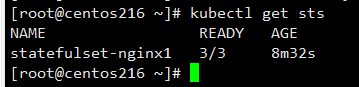 [root@centos216 ~]# kubectl get sts
NAME                  READY   AGE
statefulset-nginx1    3/3     8m32s
[root@centos216 ~]#